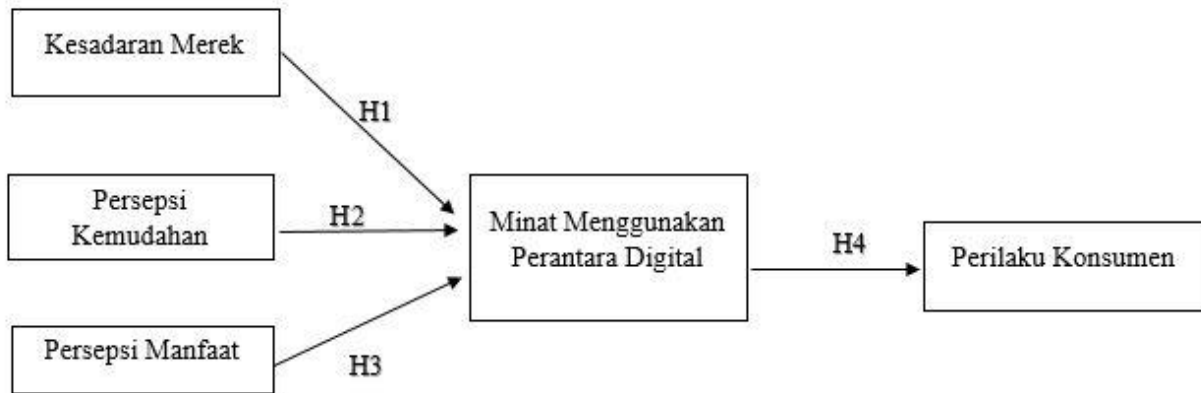 Kesadaran Merek
H1
Persepsi
Kemudahan
H2
Minat Menggunakan
Perantara Digital
H4
Perilaku Konsumen
Persepsi Manfaat
H3